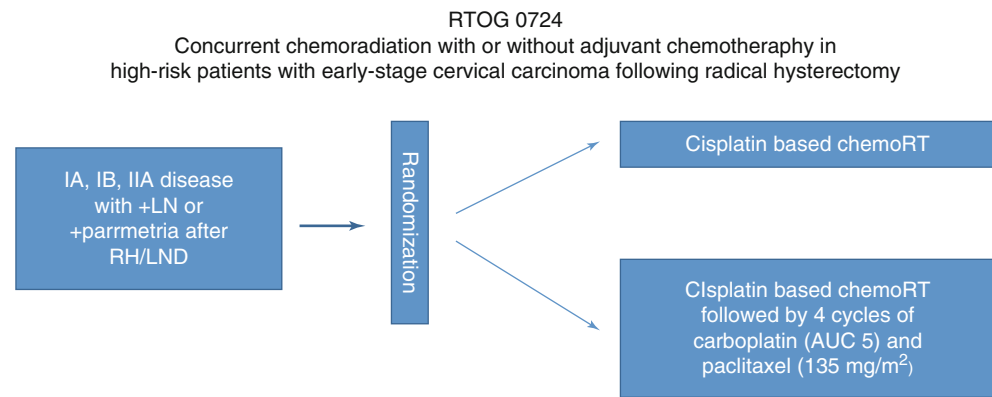 RTOG 0724
Concurrent chemoradiation with or without adjuvant chemotheraphy in
high-risk patients with early-stage cervical carcinoma following radical hysterectomy
IA, IB, IIA disease
with +LN or
+parrmetria after
RH/LND
Randomization
Cisplatin based chemoRT
CIsplatin based chemoRT
followed by 4 cycles of
carboplatin (AUC 5) and
paclitaxel (135 mg/m²)